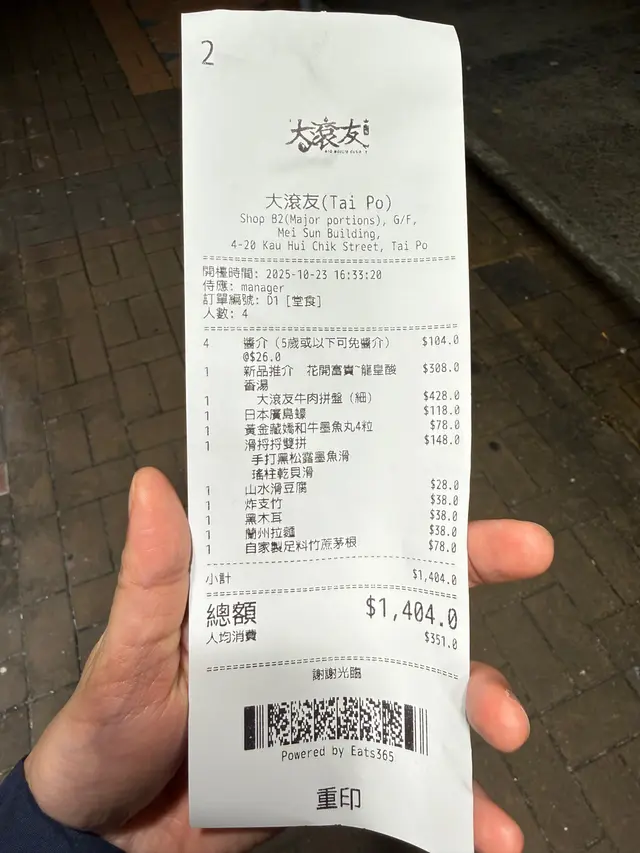 2
大滾友
大滾友(Tai Po)
Shop B2(Major portions), G/F,
Mei Sun Building,
4-20 Kau Hui Chik Street, Tai Po
開檯時間: 2025-10-23 16:33:20
侍應: manager
訂單編號: D1 [堂食]
人數: 4
4 醬介（5歲或以下可免醬介） $104.0
@$26.0
1 新品推介 花開富貴~龍皇酸 $308.0
香湯
1 大滾友牛肉拼盤（細） $428.0
1 日本廣島蠔 $118.0
1 黃金藏嬌和牛墨魚丸4粒 $78.0
1 滑捋捋雙拼 $148.0
手打黑松露墨魚滑
瑤柱乾貝滑
1 山水滑豆腐 $28.0
1 炸支竹 $38.0
1 黑木耳 $38.0
1 蘭州拉麵 $38.0
1 自家製足料竹蔗茅根 $78.0
小計 $1,404.0
總額 $1,404.0
人均消費 $351.0
謝謝光臨
Powered by Eats365
重印